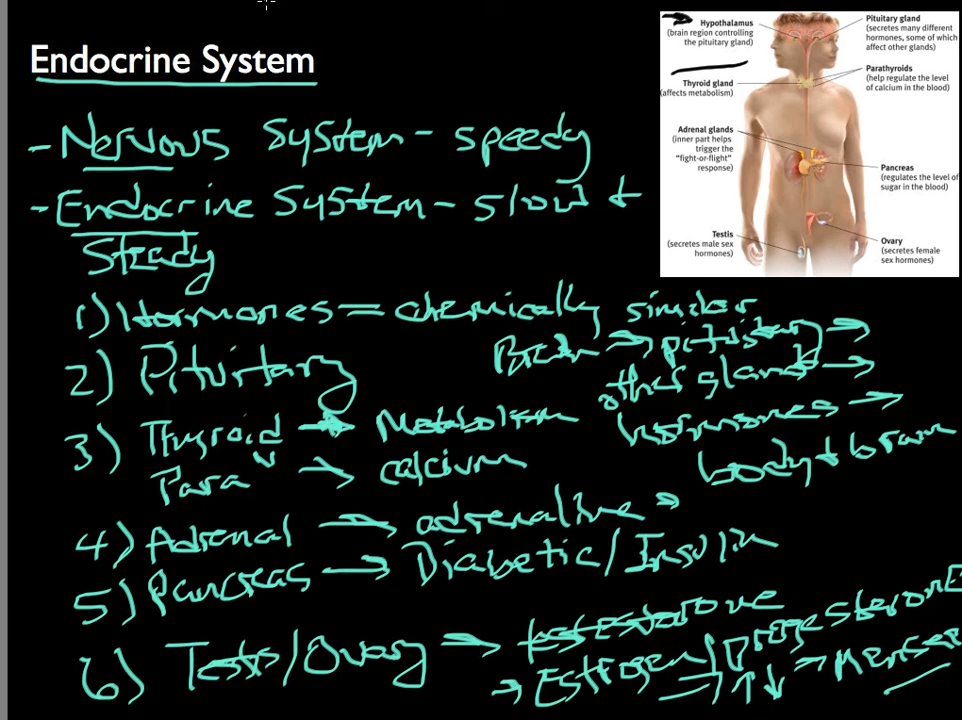 Endocrine System
- Nervous System - speedy
- Endocrine System - slow +
Steady
1) Hormones = chemically similar
2) Pituirtary
Brain → pituitary →
other glands →
hormones →
body + brain
3) Thyroid → Metabolism
Para → calcium
4) Adrenal → adrenaline →
5) Pancreas → Diabetic/Insulin
6) Tests/Ovary → testosterone
→ Estrogen/Progesterone
→ ↑↓ →
Hypothalamus
(brain region controlling
the pituitary gland)
Thyroid gland
(affects metabolism)
Adrenal glands
(inner part helps
trigger the
"fight-or-flight"
response)
Testis
(secretes male sex
hormones)
Pituitary gland
(secretes many different
hormones, some of which
affect other glands)
Parathyroids
(help regulate the level
of calcium in the blood)
Pancreas
(regulates the level of
sugar in the blood)
Ovary
(secretes female
sex hormones)